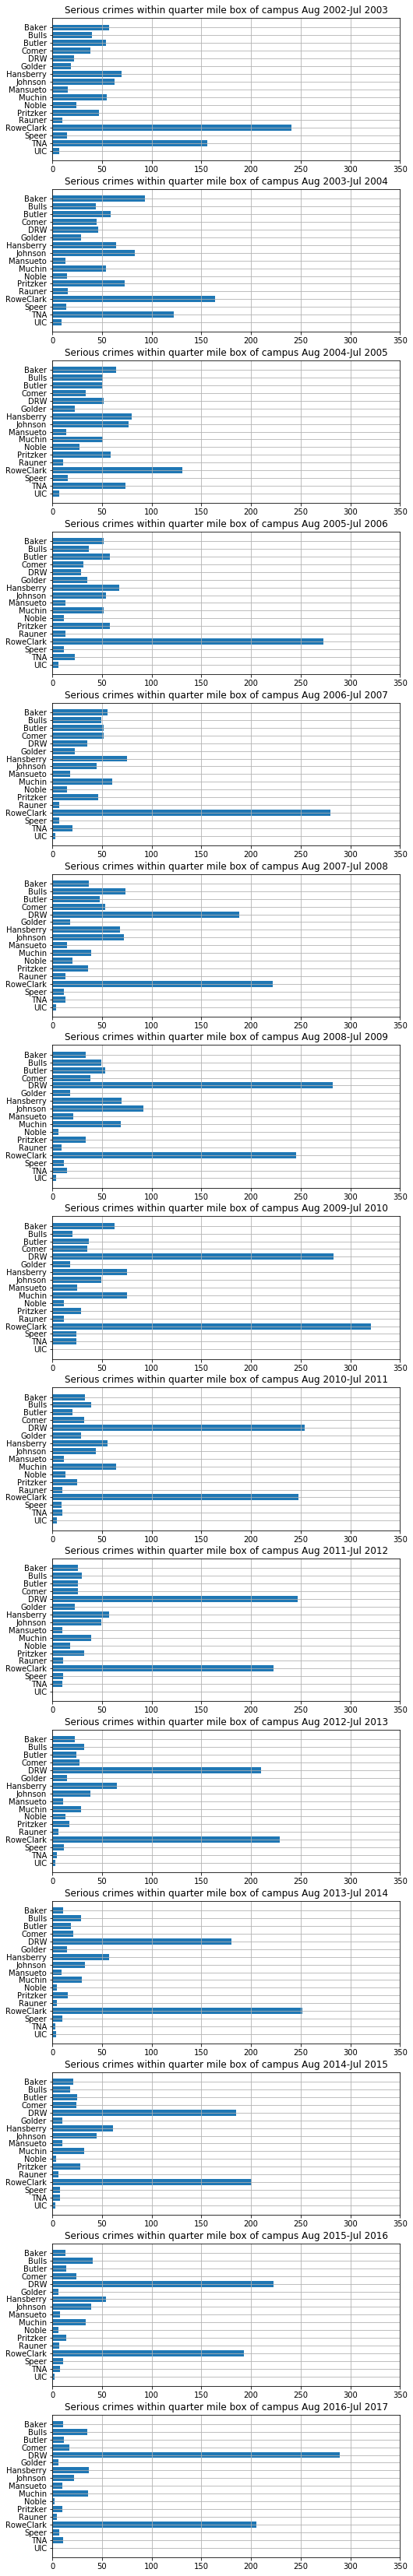 Serious crimes within quarter mile box of campus Aug 2002-Jul 2003
Baker
Bulls
Butler
Comer
DRW
Golder
Hansberry
Johnson
Mansueto
Muchin
Noble
Pritzker
Rauner
RoweClark
Speer
TNA
UIC
0 50 100 150 200 250 300 350
Serious crimes within quarter mile box of campus Aug 2003-Jul 2004
Baker
Bulls
Butler
Comer
DRW
Golder
Hansberry
Johnson
Mansueto
Muchin
Noble
Pritzker
Rauner
RoweClark
Speer
TNA
UIC
0 50 100 150 200 250 300 350
Serious crimes within quarter mile box of campus Aug 2004-Jul 2005
Baker
Bulls
Butler
Comer
DRW
Golder
Hansberry
Johnson
Mansueto
Muchin
Noble
Pritzker
Rauner
RoweClark
Speer
TNA
UIC
0 50 100 150 200 250 300 350
Serious crimes within quarter mile box of campus Aug 2005-Jul 2006
Baker
Bulls
Butler
Comer
DRW
Golder
Hansberry
Johnson
Mansueto
Muchin
Noble
Pritzker
Rauner
RoweClark
Speer
TNA
UIC
0 50 100 150 200 250 300 350
Serious crimes within quarter mile box of campus Aug 2006-Jul 2007
Baker
Bulls
Butler
Comer
DRW
Golder
Hansberry
Johnson
Mansueto
Muchin
Noble
Pritzker
Rauner
RoweClark
Speer
TNA
UIC
0 50 100 150 200 250 300 350
Serious crimes within quarter mile box of campus Aug 2007-Jul 2008
Baker
Bulls
Butler
Comer
DRW
Golder
Hansberry
Johnson
Mansueto
Muchin
Noble
Pritzker
Rauner
RoweClark
Speer
TNA
UIC
0 50 100 150 200 250 300 350
Serious crimes within quarter mile box of campus Aug 2008-Jul 2009
Baker
Bulls
Butler
Comer
DRW
Golder
Hansberry
Johnson
Mansueto
Muchin
Noble
Pritzker
Rauner
RoweClark
Speer
TNA
UIC
0 50 100 150 200 250 300 350
Serious crimes within quarter mile box of campus Aug 2009-Jul 2010
Baker
Bulls
Butler
Comer
DRW
Golder
Hansberry
Johnson
Mansueto
Muchin
Noble
Pritzker
Rauner
RoweClark
Speer
TNA
UIC
0 50 100 150 200 250 300 350
Serious crimes within quarter mile box of campus Aug 2010-Jul 2011
Baker
Bulls
Butler
Comer
DRW
Golder
Hansberry
Johnson
Mansueto
Muchin
Noble
Pritzker
Rauner
RoweClark
Speer
TNA
UIC
0 50 100 150 200 250 300 350
Serious crimes within quarter mile box of campus Aug 2011-Jul 2012
Baker
Bulls
Butler
Comer
DRW
Golder
Hansberry
Johnson
Mansueto
Muchin
Noble
Pritzker
Rauner
RoweClark
Speer
TNA
UIC
0 50 100 150 200 250 300 350
Serious crimes within quarter mile box of campus Aug 2012-Jul 2013
Baker
Bulls
Butler
Comer
DRW
Golder
Hansberry
Johnson
Mansueto
Muchin
Noble
Pritzker
Rauner
RoweClark
Speer
TNA
UIC
0 50 100 150 200 250 300 350
Serious crimes within quarter mile box of campus Aug 2013-Jul 2014
Baker
Bulls
Butler
Comer
DRW
Golder
Hansberry
Johnson
Mansueto
Muchin
Noble
Pritzker
Rauner
RoweClark
Speer
TNA
UIC
0 50 100 150 200 250 300 350
Serious crimes within quarter mile box of campus Aug 2014-Jul 2015
Baker
Bulls
Butler
Comer
DRW
Golder
Hansberry
Johnson
Mansueto
Muchin
Noble
Pritzker
Rauner
RoweClark
Speer
TNA
UIC
0 50 100 150 200 250 300 350
Serious crimes within quarter mile box of campus Aug 2015-Jul 2016
Baker
Bulls
Butler
Comer
DRW
Golder
Hansberry
Johnson
Mansueto
Muchin
Noble
Pritzker
Rauner
RoweClark
Speer
TNA
UIC
0 50 100 150 200 250 300 350
Serious crimes within quarter mile box of campus Aug 2016-Jul 2017
Baker
Bulls
Butler
Comer
DRW
Golder
Hansberry
Johnson
Mansueto
Muchin
Noble
Pritzker
Rauner
RoweClark
Speer
TNA
UIC
0 50 100 150 200 250 300 350